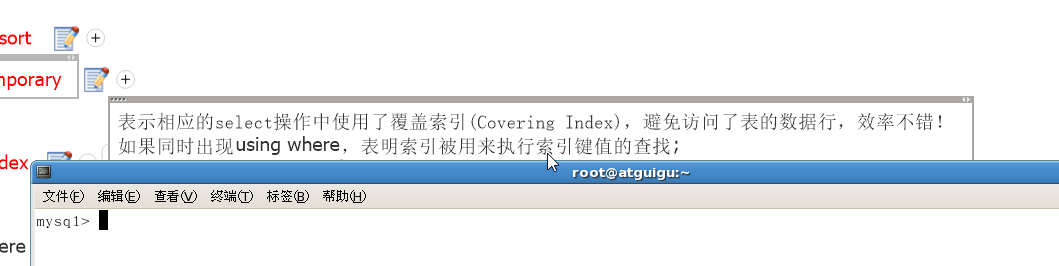 sort
mporary
表示相应的select操作中使用了覆盖索引(Covering Index)，避免访问了表的数据行，效率不错！
如果同时出现using where，表明索引被用来执行索引键值的查找;
dex
root@atguigu:~
文件(F) 编辑(E) 查看(V) 终端(T) 标签(B) 帮助(H)
mysql>
ere